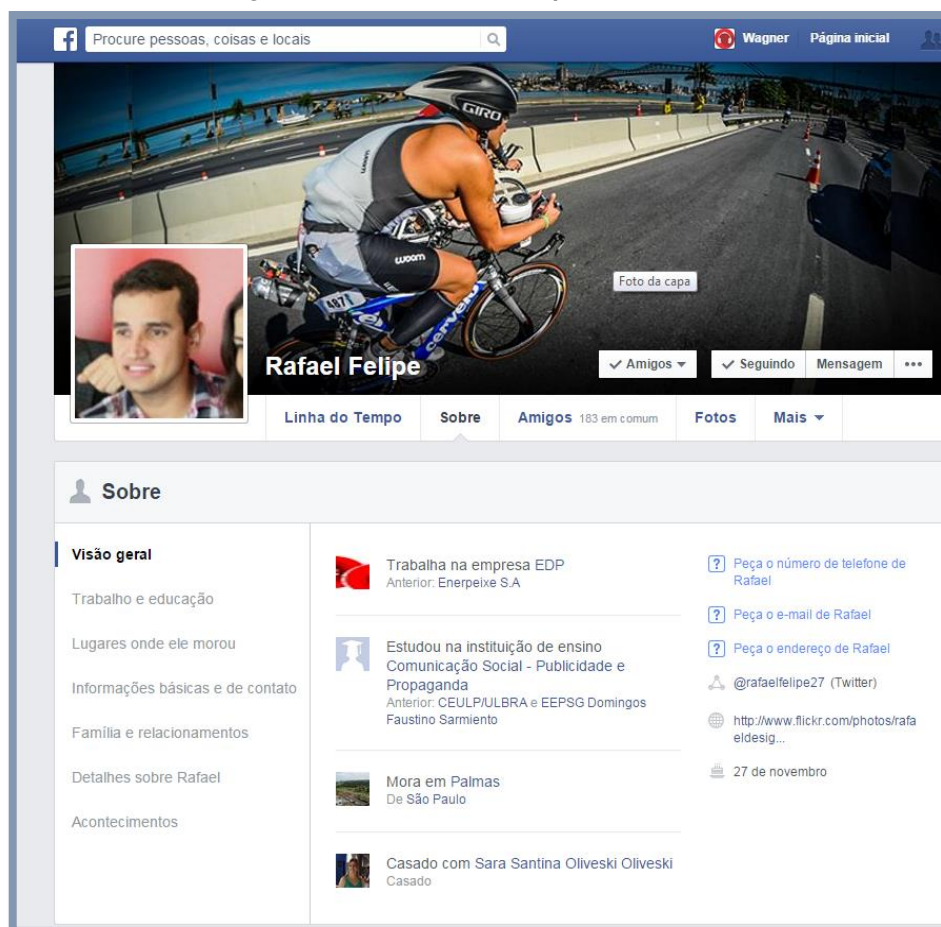 f
Procure pessoas, coisas e locais
Wagner
Página inicial
GIRO
woom
woom
487
cervélo
Foto da capa
Rafael Felipe
Amigos
Seguindo
Mensagem
Linha do Tempo
Sobre
Amigos 183 em comum
Fotos
Mais
Sobre
Visão geral
Trabalho e educação
Lugares onde ele morou
Informações básicas e de contato
Família e relacionamentos
Detalhes sobre Rafael
Acontecimentos
Trabalha na empresa EDP
Anterior: Enerpeixe S.A
Estudou na instituição de ensino
Comunicação Social - Publicidade e
Propaganda
Anterior: CEULP/ULBRA e EEPSG Domingos
Faustino Sarmiento
Mora em Palmas
De São Paulo
Casado com Sara Santina Oliveski Oliveski
Casado
? Peça o número de telefone de
Rafael
? Peça o e-mail de Rafael
? Peça o endereço de Rafael
@rafaelfelipe27 (Twitter)
http://www.flickr.com/photos/rafa
eldesig...
27 de novembro